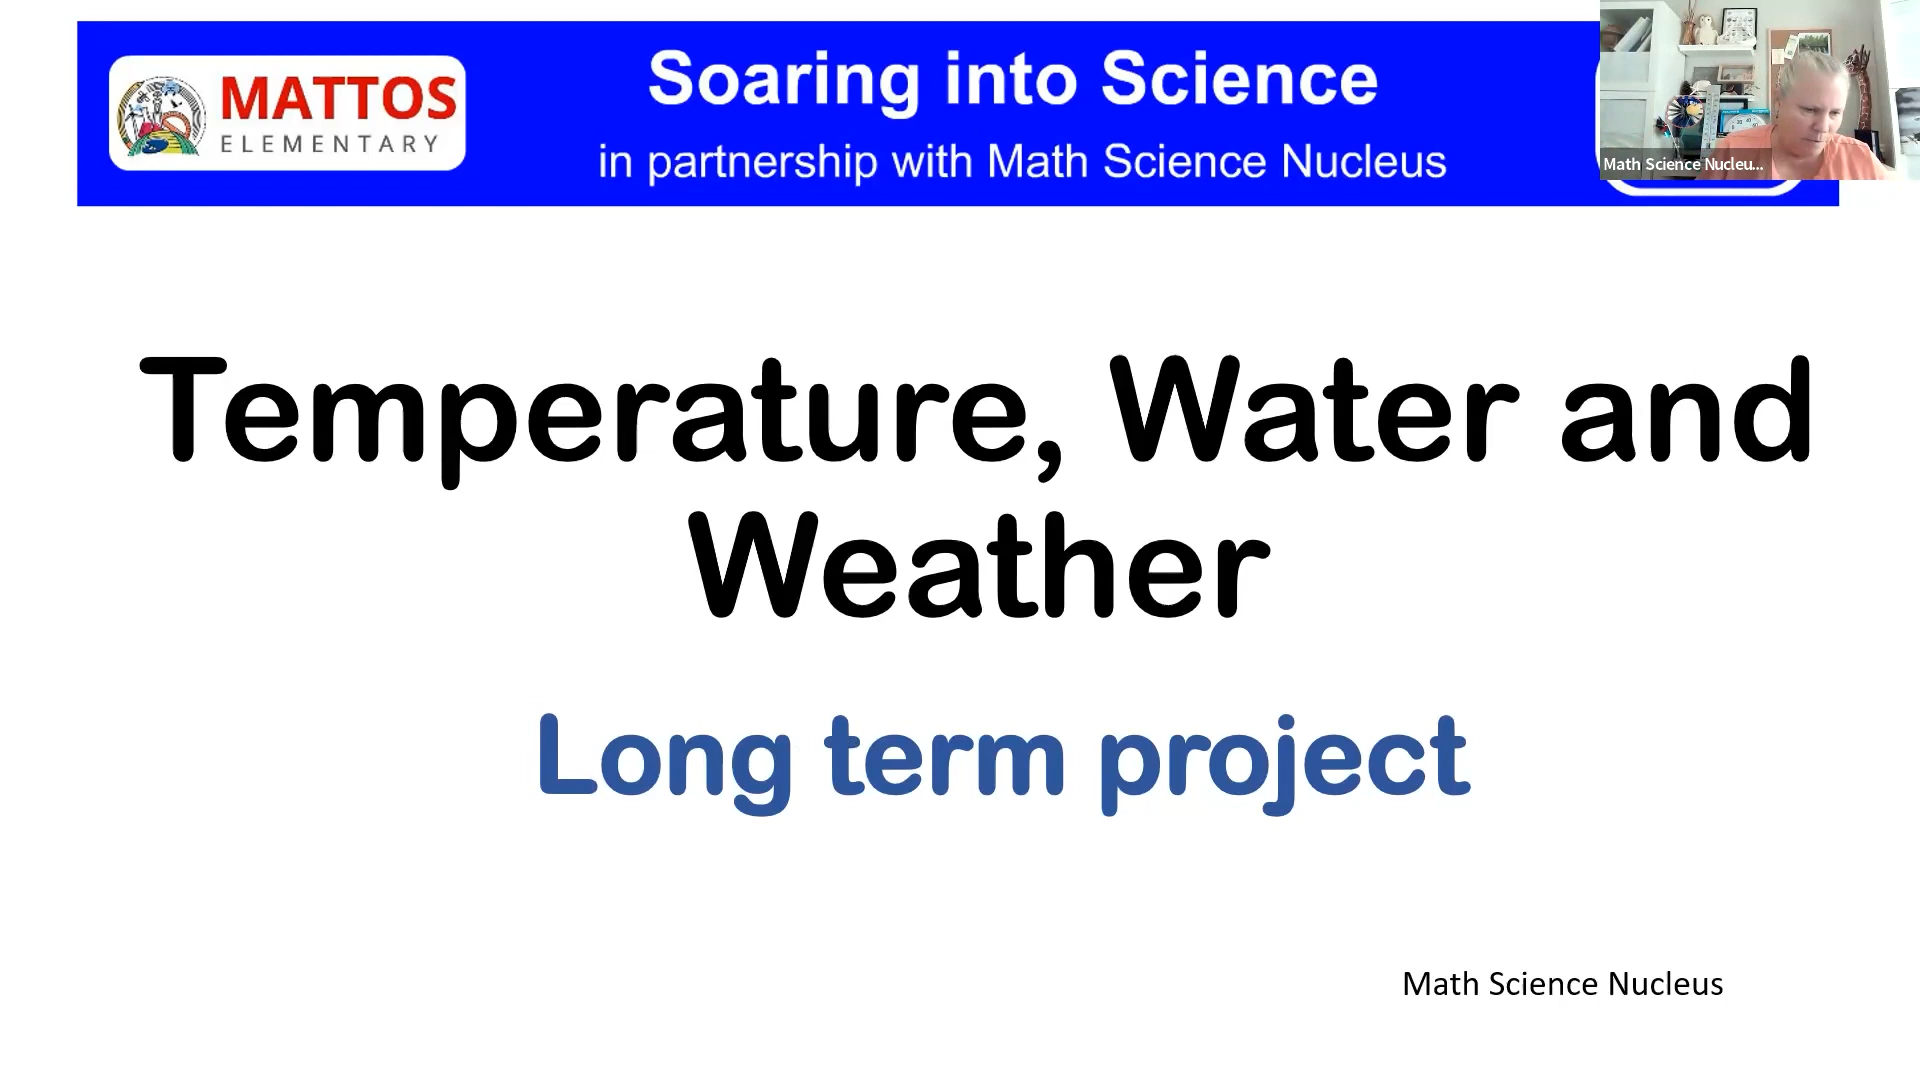 MATTOS
ELEMENTARY
Soaring into Science
in partnership with Math Science Nucleus
Math Science Nucleu...
Temperature, Water and
Weather
Long term project
Math Science Nucleus